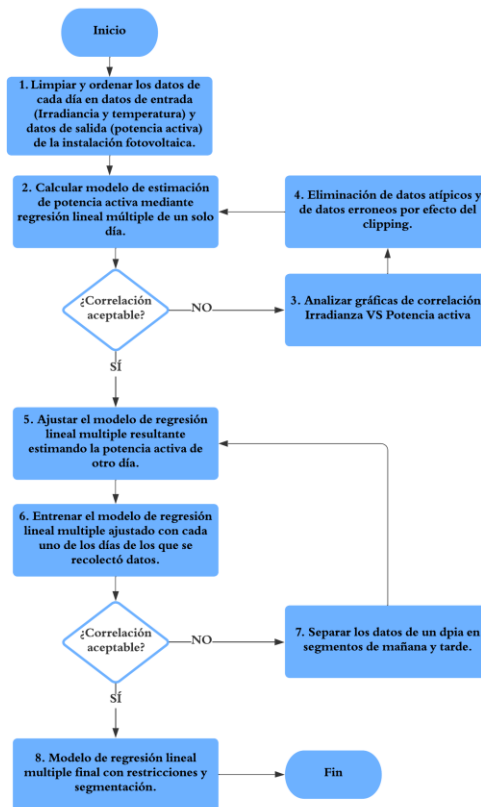 Inicio
1. Limpiar y ordenar los datos de
cada día en datos de entrada
(Irradiancia y temperatura) y
datos de salida (potencia activa)
de la instalación fotovoltaica.
2. Calcular modelo de estimación
de potencia activa mediante
regresión lineal múltiple de un solo
día.
4. Eliminación de datos atípicos y
de datos erroneos por efecto del
clipping.
¿Correlación
aceptable?
NO
3. Analizar gráficas de correlación
Irradianza VS Potencia activa
SÍ
5. Ajustar el modelo de regresión
lineal multiple resultante
estimando la potencia activa de
otro día.
6. Entrenar el modelo de regresión
lineal multiple ajustado con cada
uno de los días de los que se
recolectó datos.
¿Correlación
aceptable?
NO
7. Separar los datos de un dpia en
segmentos de mañana y tarde.
SÍ
8. Modelo de regresión lineal
multiple final con restricciones y
segmentación.
Fin